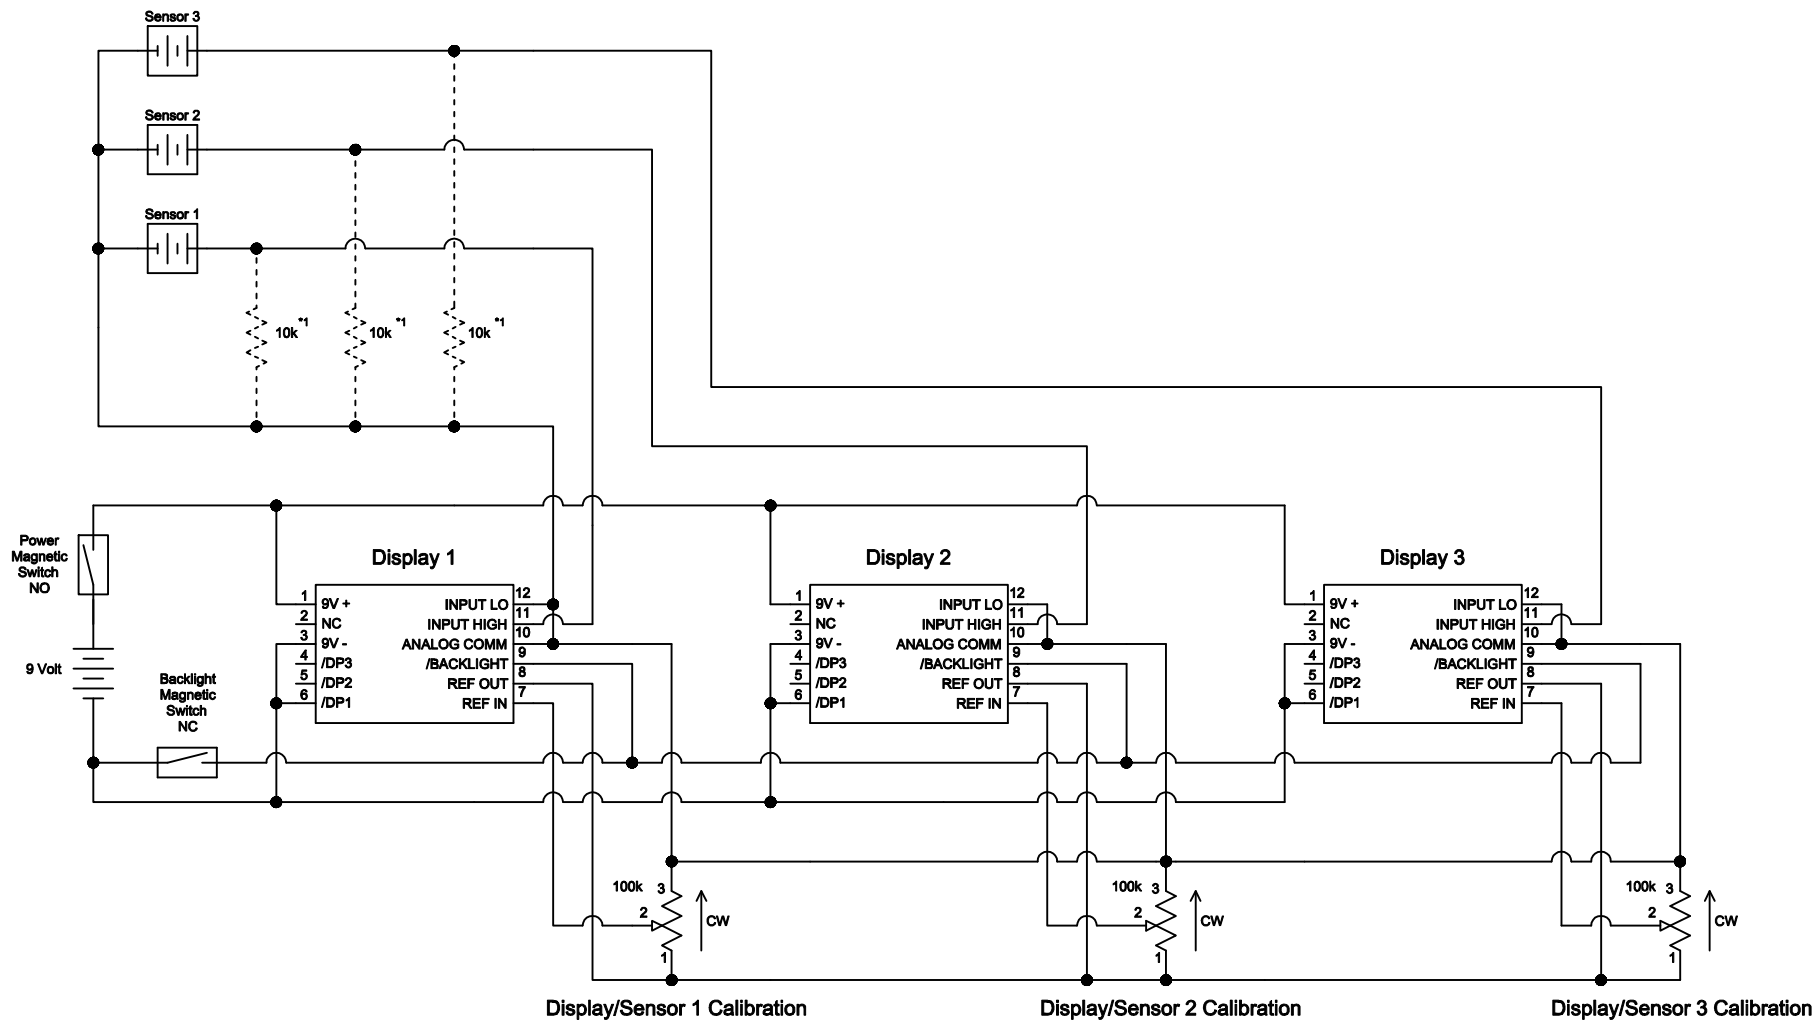 Sensor 3
Sensor 2
Sensor 1
10k *1
10k *1
10k *1
Power
Magnetic
Switch
NO
9 Volt
Backlight
Magnetic
Switch
NC
Display 1
1 9V + INPUT LO 12
2 NC INPUT HIGH 11
3 9V - ANALOG COMM 10
4 /DP3 /BACKLIGHT 9
5 /DP2 REF OUT 8
6 /DP1 REF IN 7
Display 2
1 9V + INPUT LO 12
2 NC INPUT HIGH 11
3 9V - ANALOG COMM 10
4 /DP3 /BACKLIGHT 9
5 /DP2 REF OUT 8
6 /DP1 REF IN 7
Display 3
1 9V + INPUT LO 12
2 NC INPUT HIGH 11
3 9V - ANALOG COMM 10
4 /DP3 /BACKLIGHT 9
5 /DP2 REF OUT 8
6 /DP1 REF IN 7
100k 3
2 CW
1
Display/Sensor 1 Calibration
100k 3
2 CW
1
Display/Sensor 2 Calibration
100k 3
2 CW
1
Display/Sensor 3 Calibration